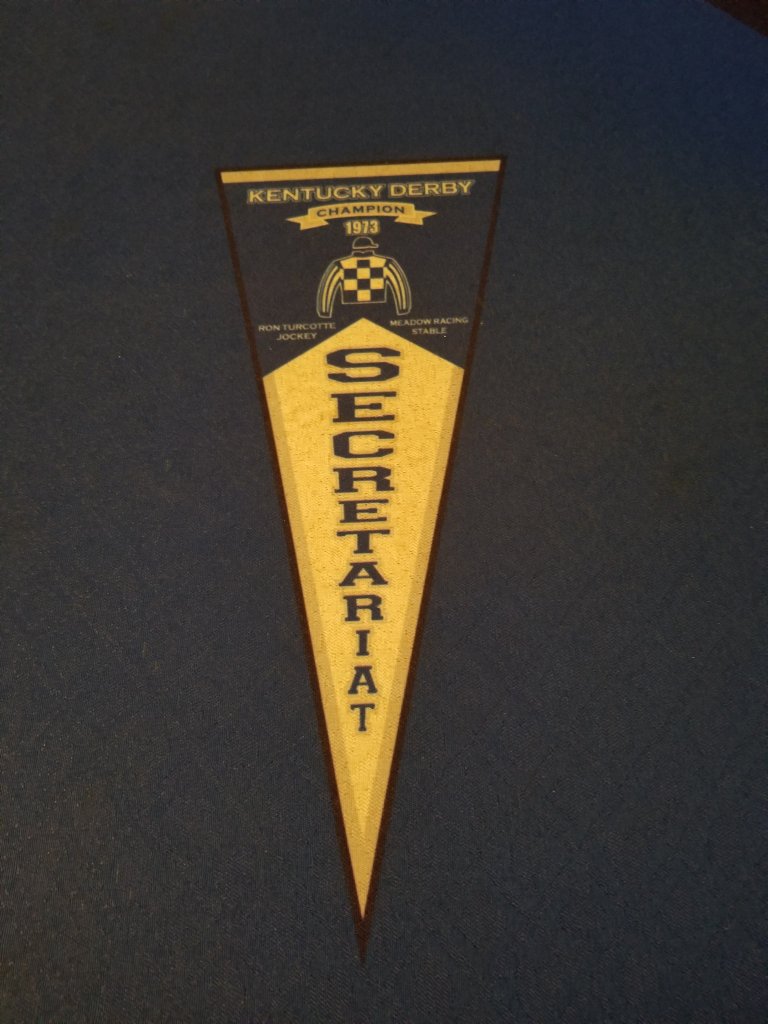 KENTUCKY DERBY
CHAMPION
1973
RON TURCOTTE
JOCKEY
MEADOW RACING
STABLE
SECRETARIAT